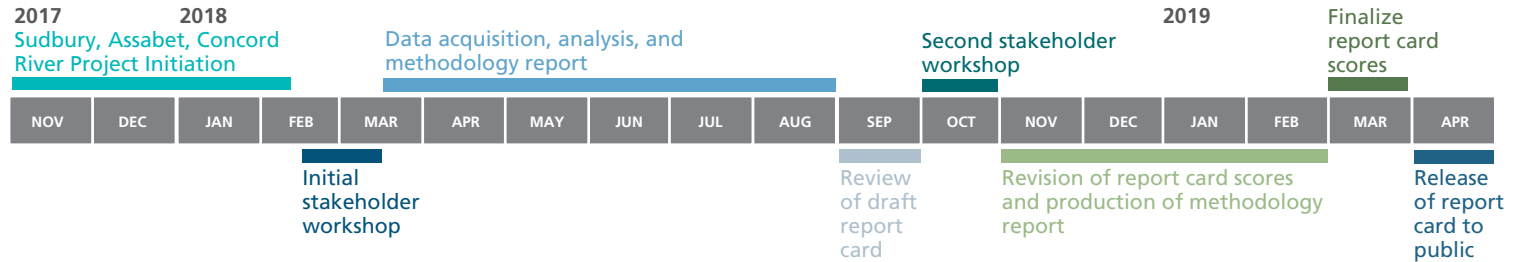 2017
2018
2019
Sudbury, Assabet, Concord
River Project Initiation
Data acquisition, analysis, and
methodology report
Second stakeholder
workshop
Finalize
report card
scores
NOV DEC JAN FEB MAR APR MAY JUN JUL AUG SEP OCT NOV DEC JAN FEB MAR APR
Initial
stakeholder
workshop
Review
of draft
report
card
Revision of report card scores
and production of methodology
report
Release
of report
card to
public